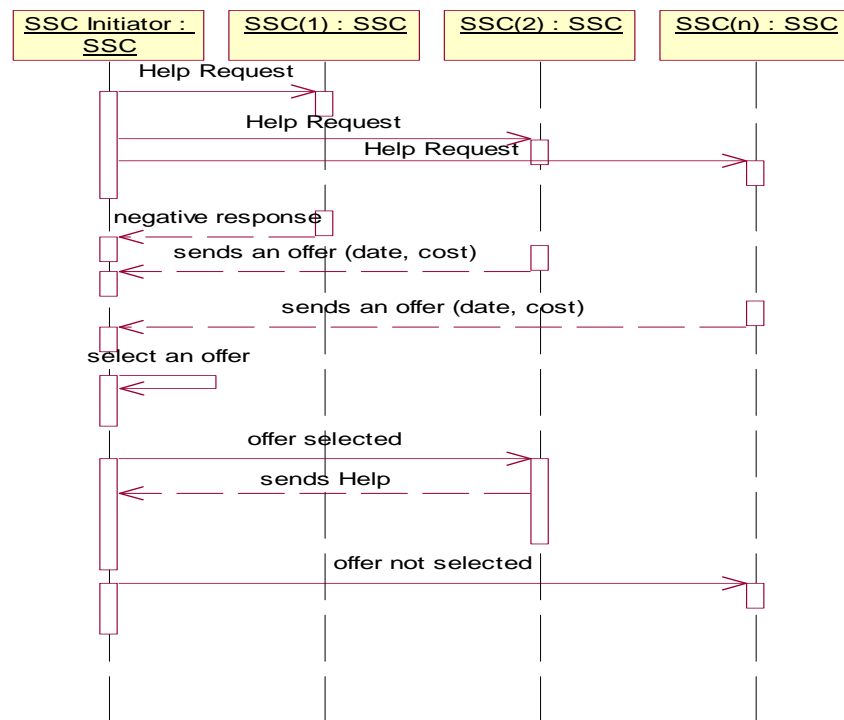 SSC Initiator :
SSC
SSC(1) : SSC
SSC(2) : SSC
SSC(n) : SSC
Help Request
Help Request
Help Request
negative response
sends an offer (date, cost)
sends an offer (date, cost)
select an offer
offer selected
sends Help
offer not selected